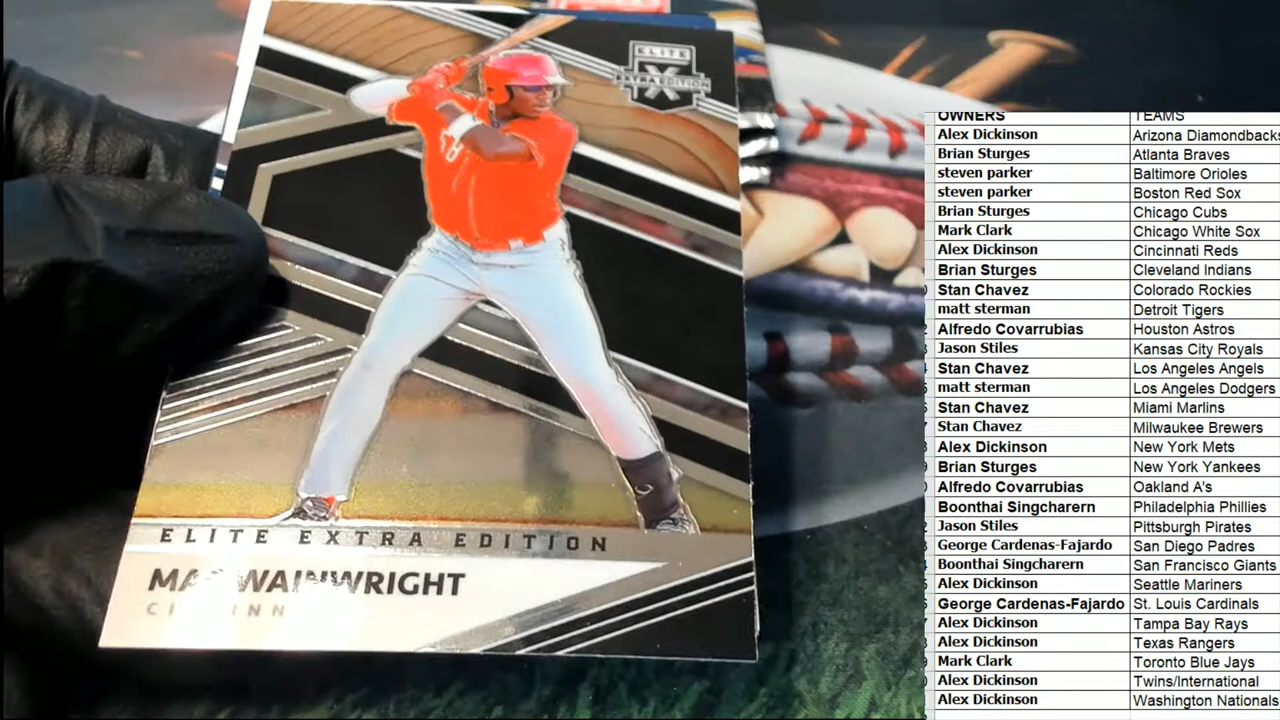 ELITE
EXTRA EDITION
ELITE EXTRA EDITION
WAINWRIGHT
OWNERS TEAMS
Alex Dickinson Arizona Diamondback
Brian Sturges Atlanta Braves
steven parker Baltimore Orioles
steven parker Boston Red Sox
Brian Sturges Chicago Cubs
Mark Clark Chicago White Sox
Alex Dickinson Cincinnati Reds
Brian Sturges Cleveland Indians
Stan Chavez Colorado Rockies
matt sterman Detroit Tigers
Alfredo Covarrubias Houston Astros
Jason Stiles Kansas City Royals
Stan Chavez Los Angeles Angels
matt sterman Los Angeles Dodgers
Stan Chavez Miami Marlins
Stan Chavez Milwaukee Brewers
Alex Dickinson New York Mets
Brian Sturges New York Yankees
Alfredo Covarrubias Oakland A's
Boonthai Singcharern Philadelphia Phillies
Jason Stiles Pittsburgh Pirates
George Cardenas-Fajardo San Diego Padres
Boonthai Singcharern San Francisco Giants
Alex Dickinson Seattle Mariners
George Cardenas-Fajardo St. Louis Cardinals
Alex Dickinson Tampa Bay Rays
Alex Dickinson Texas Rangers
Mark Clark Toronto Blue Jays
Alex Dickinson Twins/International
Alex Dickinson Washington Nationals